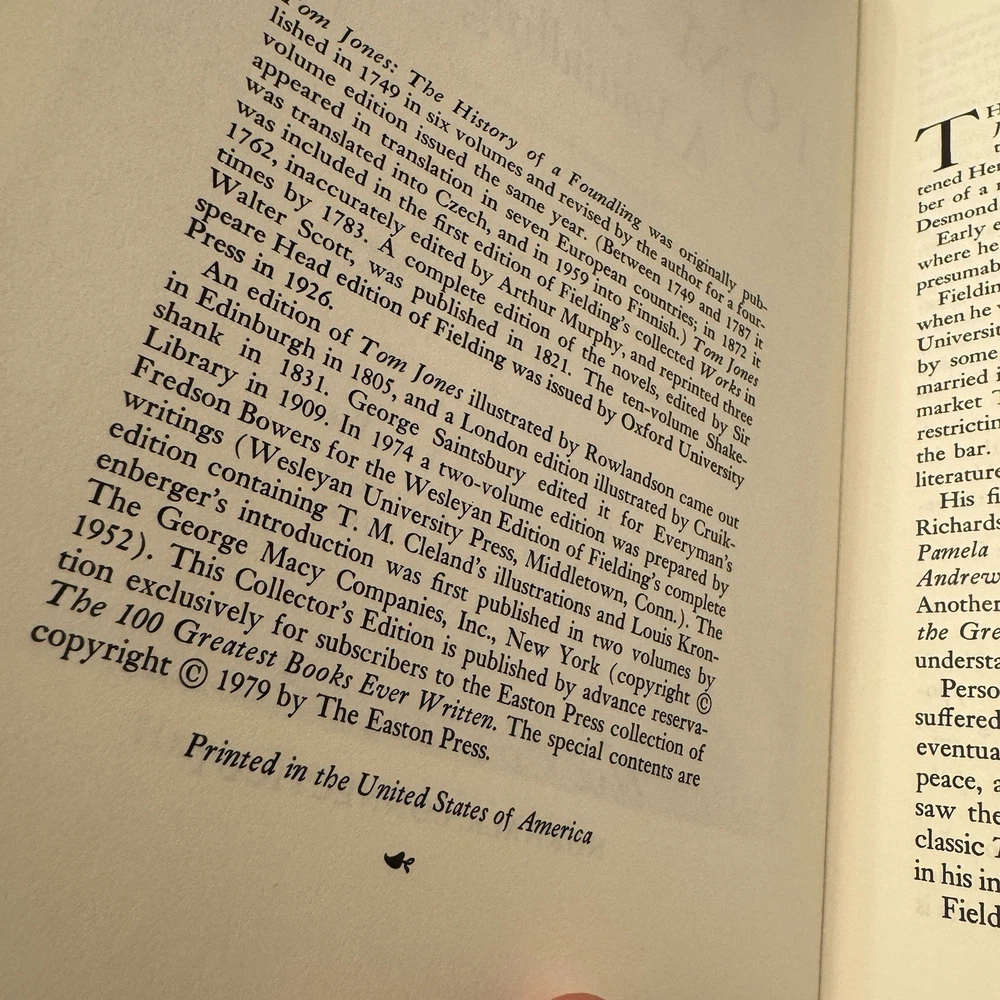 Tom Jones: The History of a Foundling was originally pub-
lished in 1749 in six volumes and revised by the author for a four-
volume edition issued the same year. (Between 1749 and 1787 it
appeared in translation in seven European countries; in 1872 it
was translated into Czech, and in 1959 into Finnish.) Tom Jones
was included in the first edition of Fielding's collected Works in
1762, inaccurately edited by Arthur Murphy, and reprinted three
times by 1783. A complete edition of the novels, edited by Sir
Walter Scott, was published in 1821. The ten-volume Shake-
speare Head edition of Fielding was issued by Oxford University
Press in 1926.
An edition of Tom Jones illustrated by Rowlandson came out
in Edinburgh in 1805, and a London edition illustrated by Cruik-
shank in 1831. George Saintsbury edited it for Everyman's
Library in 1909. In 1974 a two-volume edition was prepared by
Fredson Bowers for the Wesleyan Edition of Fielding's complete
writings (Wesleyan University Press, Middletown, Conn.). The
edition containing T. M. Cleland's illustrations and Louis Kron-
enberger's introduction was first published in two volumes by
The George Macy Companies, Inc., New York (copyright ©
1952). This Collector's Edition is published by advance reserva-
tion exclusively for subscribers to the Easton Press collection of
The 100 Greatest Books Ever Written. The special contents are
copyright © 1979 by The Easton Press.
Printed in the United States of America
TH
tened Hen
ber of a
Desmond
Early e
where he
presumab
Fieldin
when he
Universit
by some
married i
market
restrictin
the bar.
literature
His fi
Richards
Pamela
Andrew
Another
the Gre
understa
Perso
suffered
eventua
peace, a
saw the
classic
in his in
Field